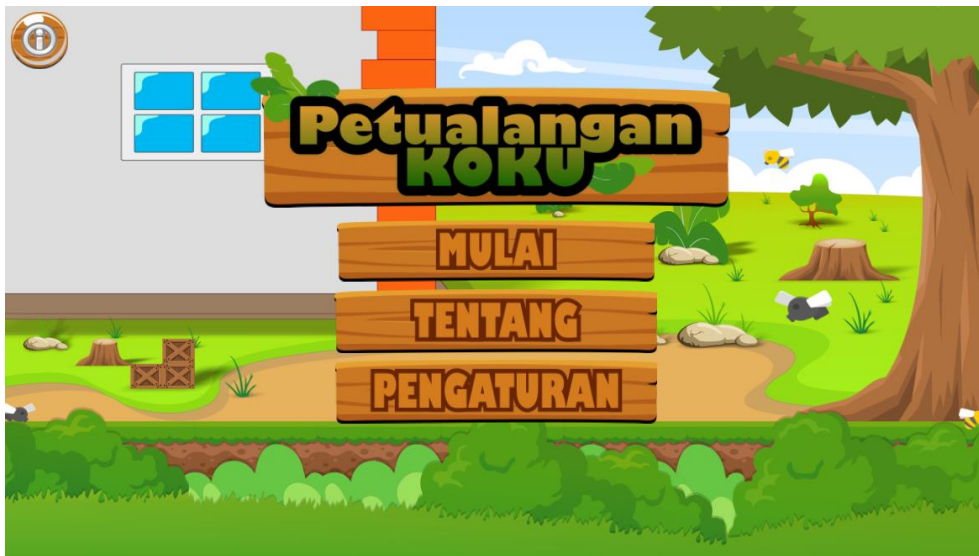 i
Petualangan
KOKU
MULAI
TENTANG
PENGATURAN